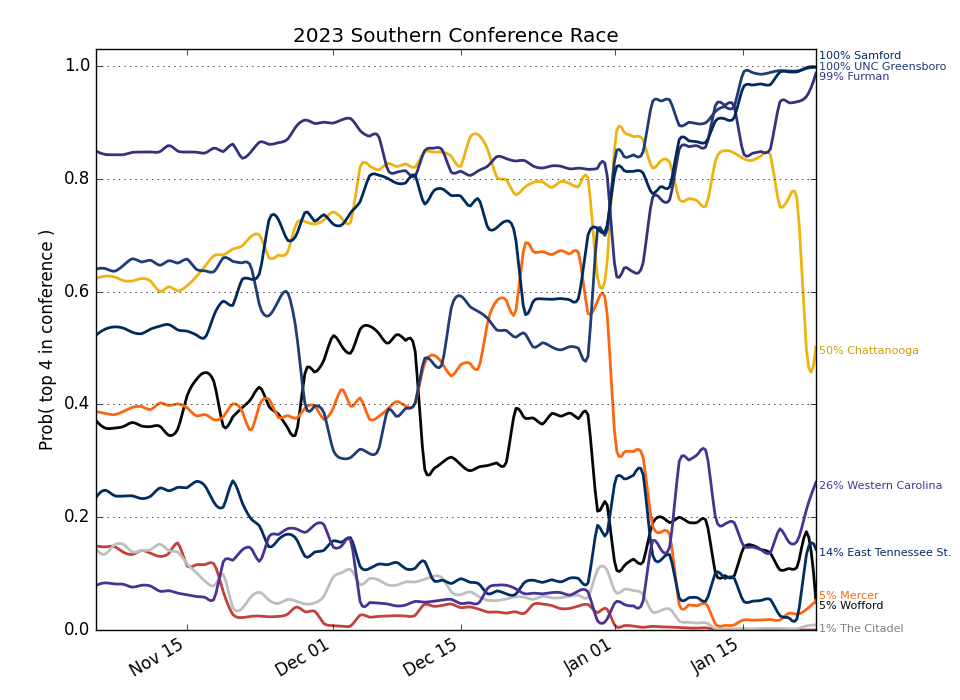 2023 Southern Conference Race
Prob( top 4 in conference )
1.0
0.8
0.6
0.4
0.2
0.0
Nov 15
Dec 01
Dec 15
Jan 01
Jan 15
100% Samford
100% UNC Greensboro
99% Furman
50% Chattanooga
26% Western Carolina
14% East Tennessee St.
5% Mercer
5% Wofford
1% The Citadel